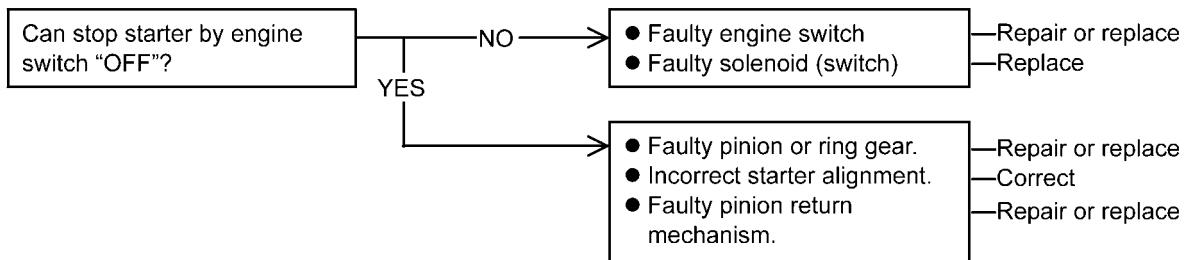 Can stop starter by engine
switch "OFF"?
NO
YES
● Faulty engine switch
● Faulty solenoid (switch)
Repair or replace
Replace
● Faulty pinion or ring gear.
● Incorrect starter alignment.
● Faulty pinion return
mechanism.
Repair or replace
Correct
Repair or replace